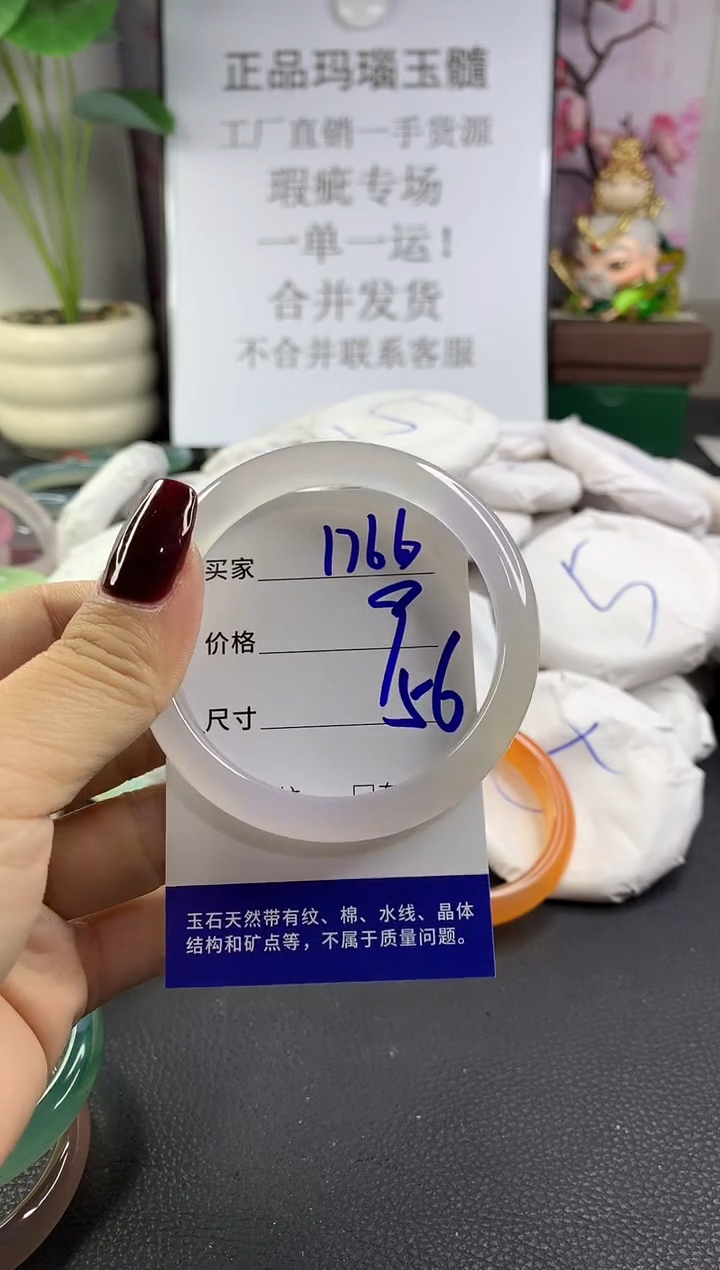 正品玛瑙玉髓
工厂直销一手货源
瑕疵专场
一单一运！
合并发货
不合并联系客服
5
5
买家 1766
价格 9
尺寸 56
玉石天然带有纹、棉、水线、晶体
结构和矿点等，不属于质量问题。